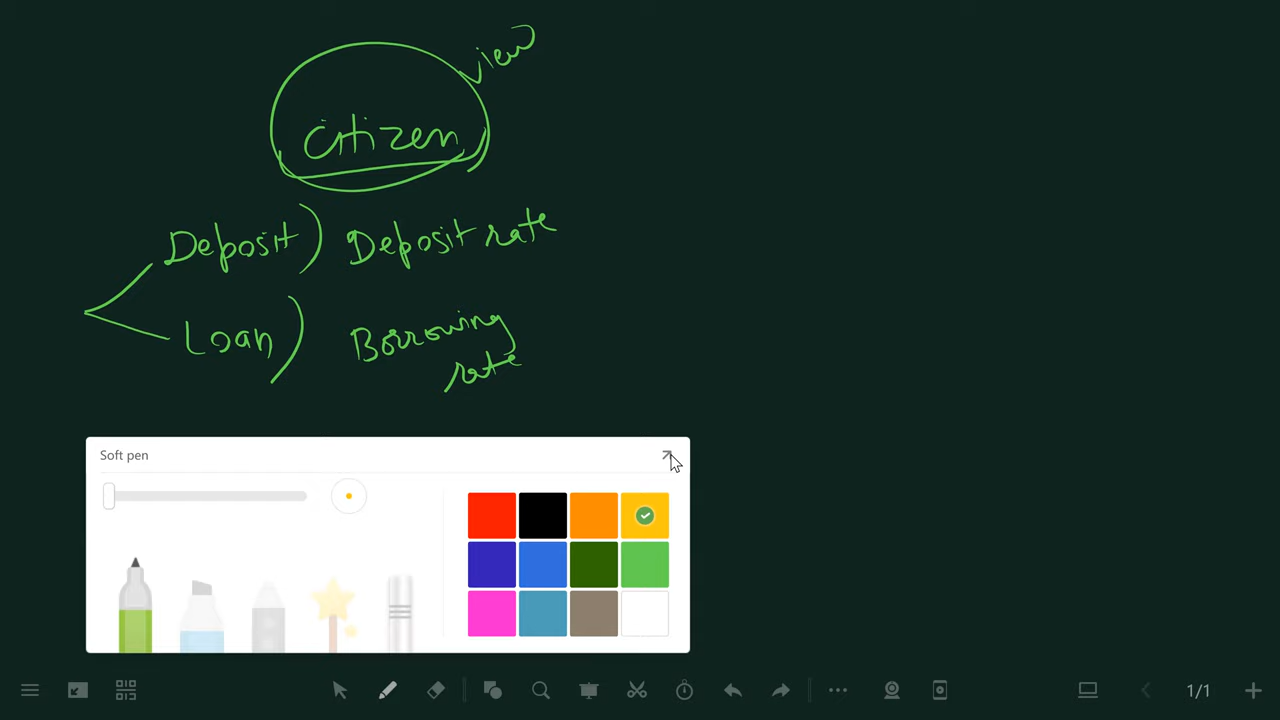 view
Citizen
Deposit) Deposit rate
Loan) Borrowing
rate
Soft pen
1/1